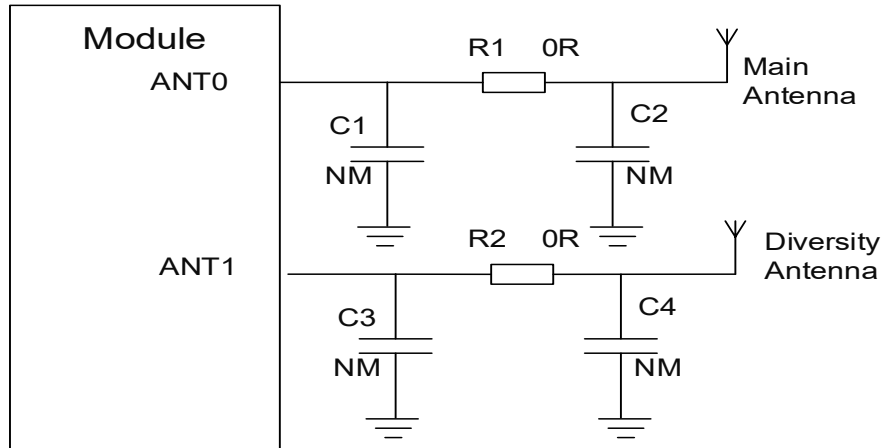 Module
R1 0R
ANT0
Main
Antenna
C1
C2
NM
NM
R2 0R
Diversity
Antenna
ANT1
C3
C4
NM
NM